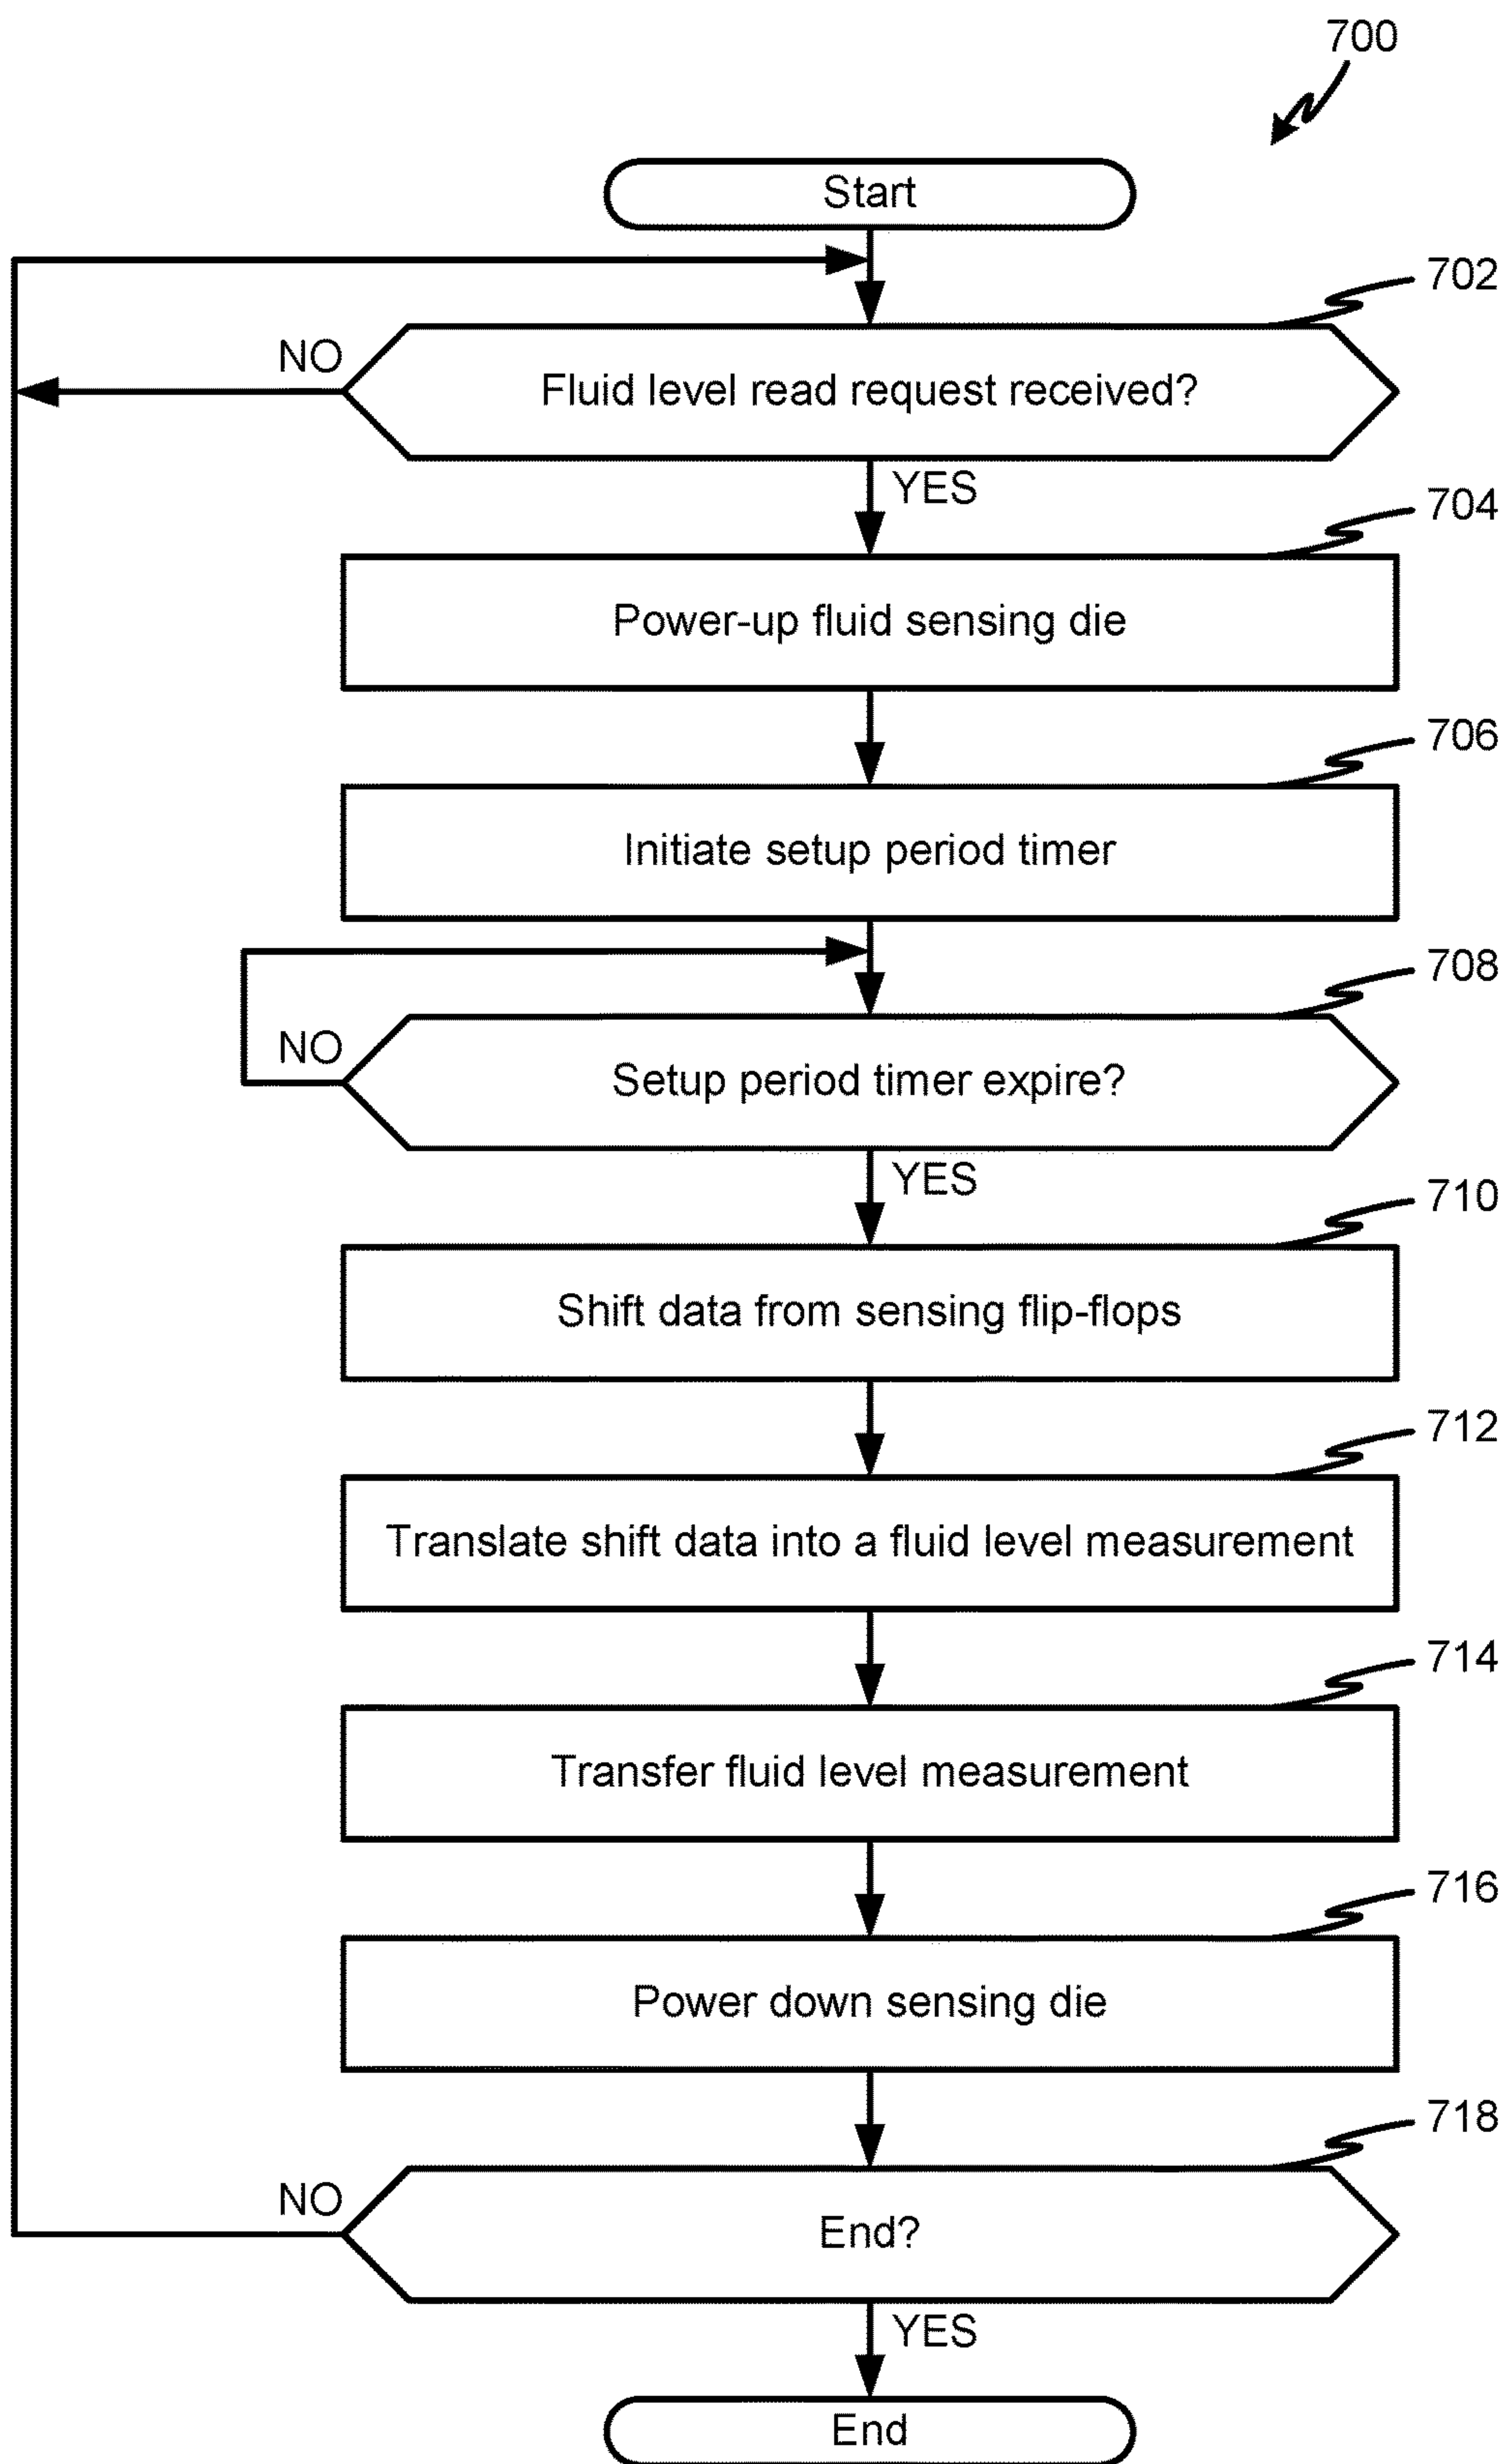 700
Start
702
NO
Fluid level read request received?
YES
704
Power-up fluid sensing die
706
Initiate setup period timer
708
NO
Setup period timer expire?
YES
710
Shift data from sensing flip-flops
712
Translate shift data into a fluid level measurement
714
Transfer fluid level measurement
716
Power down sensing die
718
NO
End?
YES
End